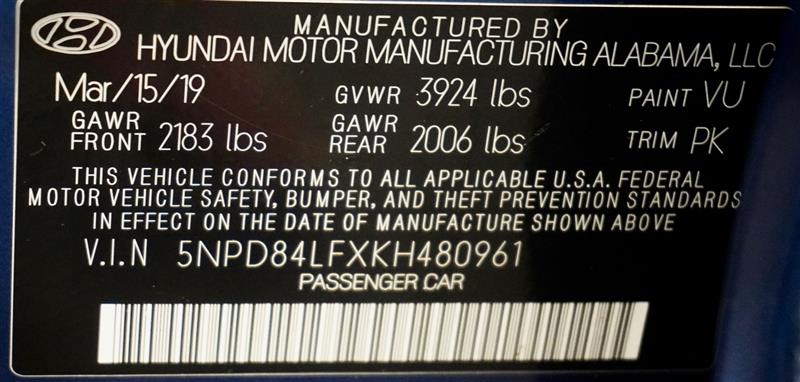 MANUFACTURED BY
HYUNDAI MOTOR MANUFACTURING ALABAMA, LLC
Mar/15/19 GVWR 3924 lbs PAINT VU
GAWR FRONT 2183 lbs GAWR REAR 2006 lbs TRIM PK
THIS VEHICLE CONFORMS TO ALL APPLICABLE U.S.A. FEDERAL
MOTOR VEHICLE SAFETY, BUMPER, AND THEFT PREVENTION STANDARDS
IN EFFECT ON THE DATE OF MANUFACTURE SHOWN ABOVE
V.I.N 5NPD84LFXKH480961
PASSENGER CAR